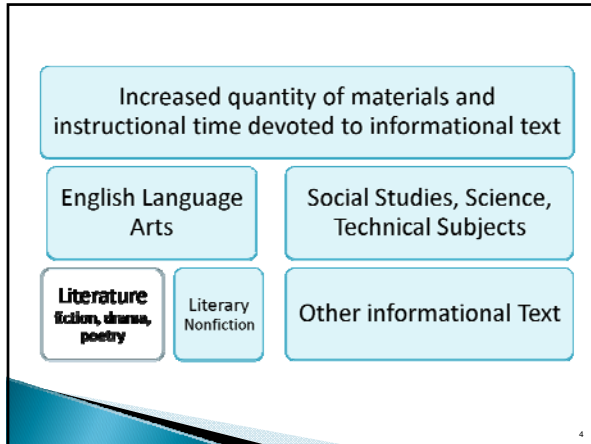 Increased quantity of materials and
instructional time devoted to informational text
English Language
Arts
Social Studies, Science,
Technical Subjects
Literature
fiction, drama,
poetry
Literary
Nonfiction
Other informational Text
4